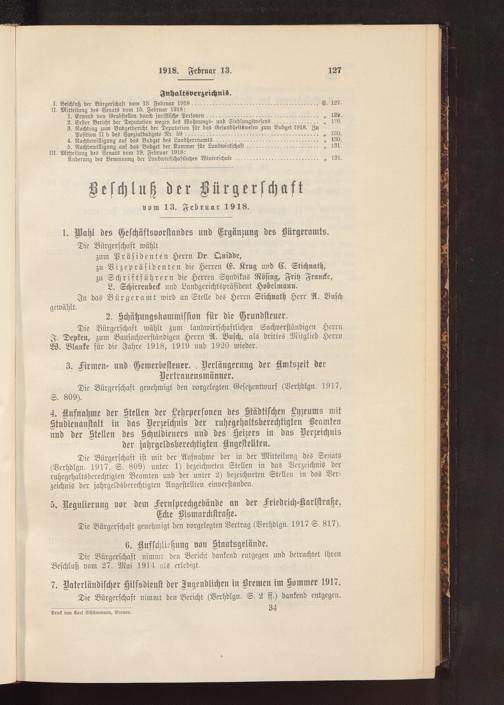 1918. Februar 13. 127
Inhaltsverzeichnis.
I. Beschluß der Bürgerschaft vom 13. Februar 1918 S. 127.
II. Mitteilung des Senats vom 15. Februar 1918:
1. Erwerb von Grundstücken durch juristische Personen „ 129.
2. Erster Bericht der Deputation wegen des Wohnungs- und Siedlungswesens „ 170.
3. Nachtrag zum Budgetbericht der Deputation für das Gesundheitswesen zum Budget 1918. Zu
Position II b des Spezialbudgets Nr. 59 „ 130.
4. Nachbewilligung auf das Budget des Landherrnamts „ 130.
5. Nachbewilligung auf das Budget der Kammer für Landwirtschaft „ 131.
III. Mitteilung des Senats vom 19. Februar 1918:
Änderung der Benennung der Landwirtschaftlichen Winterschule „ 131.
Beschluß der Bürgerschaft
vom 13. Februar 1918.
1. Wahl des Geschäftsvorstandes und Ergänzung des Bürgeramts.
Die Bürgerschaft wählt
zum Präsidenten Herrn Dr. Quidde,
zu Vizepräsidenten die Herren E. Krug und C. Stichnath,
zu Schriftführern die Herren Syndikus Rösing, Fritz Francke,
L. Schierenbeck und Landgerichtspräsident Hobelmann.
In das Bürgeramt wird an Stelle des Herrn Stichnath Herr A. Busch
gewählt.
2. Schätzungskommission für die Grundsteuer.
Die Bürgerschaft wählt zum landwirtschaftlichen Sachverständigen Herrn
J. Depken, zum Bausachverständigen Herrn A. Busch, als drittes Mitglied Herrn
W. Blanke für die Jahre 1918, 1919 und 1920 wieder.
3. Firmen- und Gewerbesteuer. Verlängerung der Amtszeit der
Vertrauensmänner.
Die Bürgerschaft genehmigt den vorgelegten Gesetzentwurf (Verhdlgn. 1917,
S. 809).
4. Aufnahme der Stellen der Lehrpersonen des Städtischen Lyzeums mit
Studienanstalt in das Verzeichnis der ruhegehaltsberechtigten Beamten
und der Stellen des Schuldieners und des Heizers in das Verzeichnis
der jahrgeldsberechtigten Angestellten.
Die Bürgerschaft ist mit der Aufnahme der in der Mitteilung des Senats
(Verhdlgn. 1917, S. 809) unter 1) bezeichneten Stellen in das Verzeichnis der
ruhegehaltsberechtigten Beamten und der unter 2) bezeichneten Stellen in das Ver-
zeichnis der jahrgeldsberechtigten Angestellten einverstanden.
5. Regulierung vor dem Fernsprechgebäude an der Friedrich-Karlstraße,
Ecke Bismarckstraße.
Die Bürgerschaft genehmigt den vorgelegten Vertrag (Verhdlgn. 1917 S. 817).
6. Aufschließung von Staatsgelände.
Die Bürgerschaft nimmt den Bericht dankend entgegen und betrachtet ihren
Beschluß vom 27. Mai 1914 als erledigt.
7. Vaterländischer Hilfsdienst der Jugendlichen in Bremen im Sommer 1917.
Die Bürgerschaft nimmt den Bericht (Verhdlgn. S. 2 ff.) dankend entgegen.
34
Druck von Carl Schünemann, Bremen.